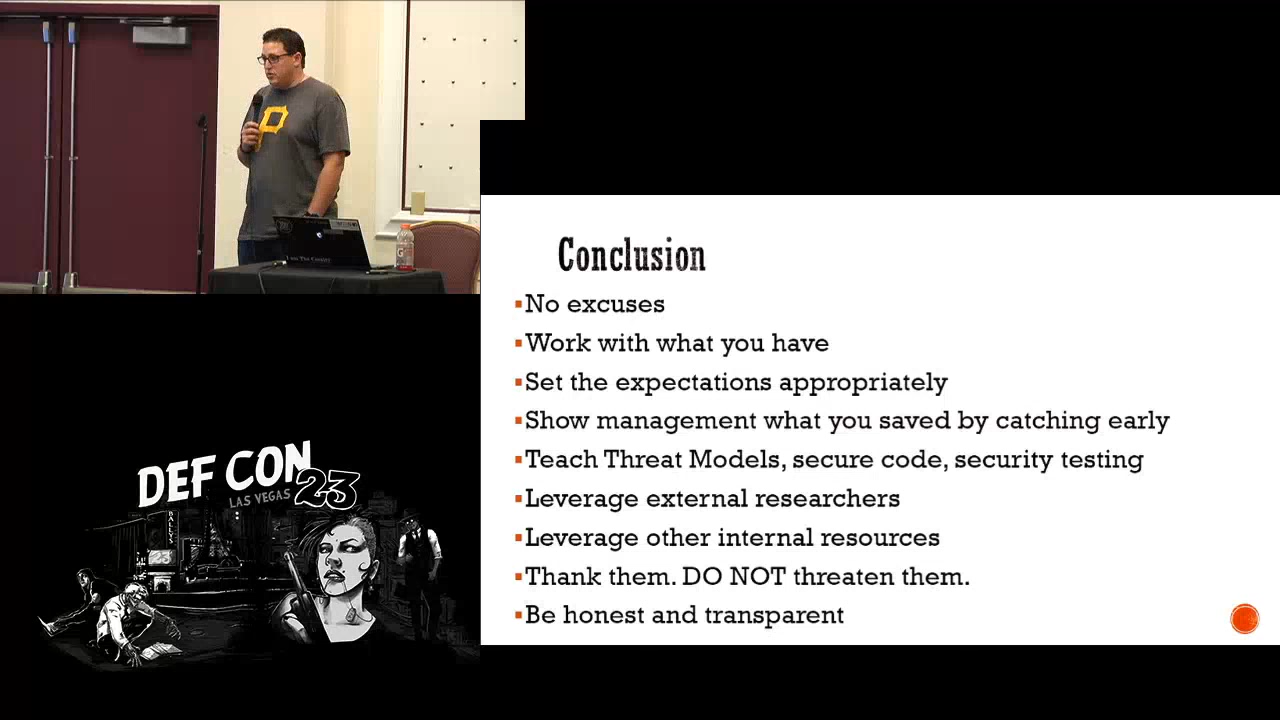 P
Conclusion
No excuses
Work with what you have
Set the expectations appropriately
Show management what you saved by catching early
Teach Threat Models, secure code, security testing
Leverage external researchers
Leverage other internal resources
Thank them. DO NOT threaten them.
Be honest and transparent
DEF CON
LAS VEGAS 23
BALLYS